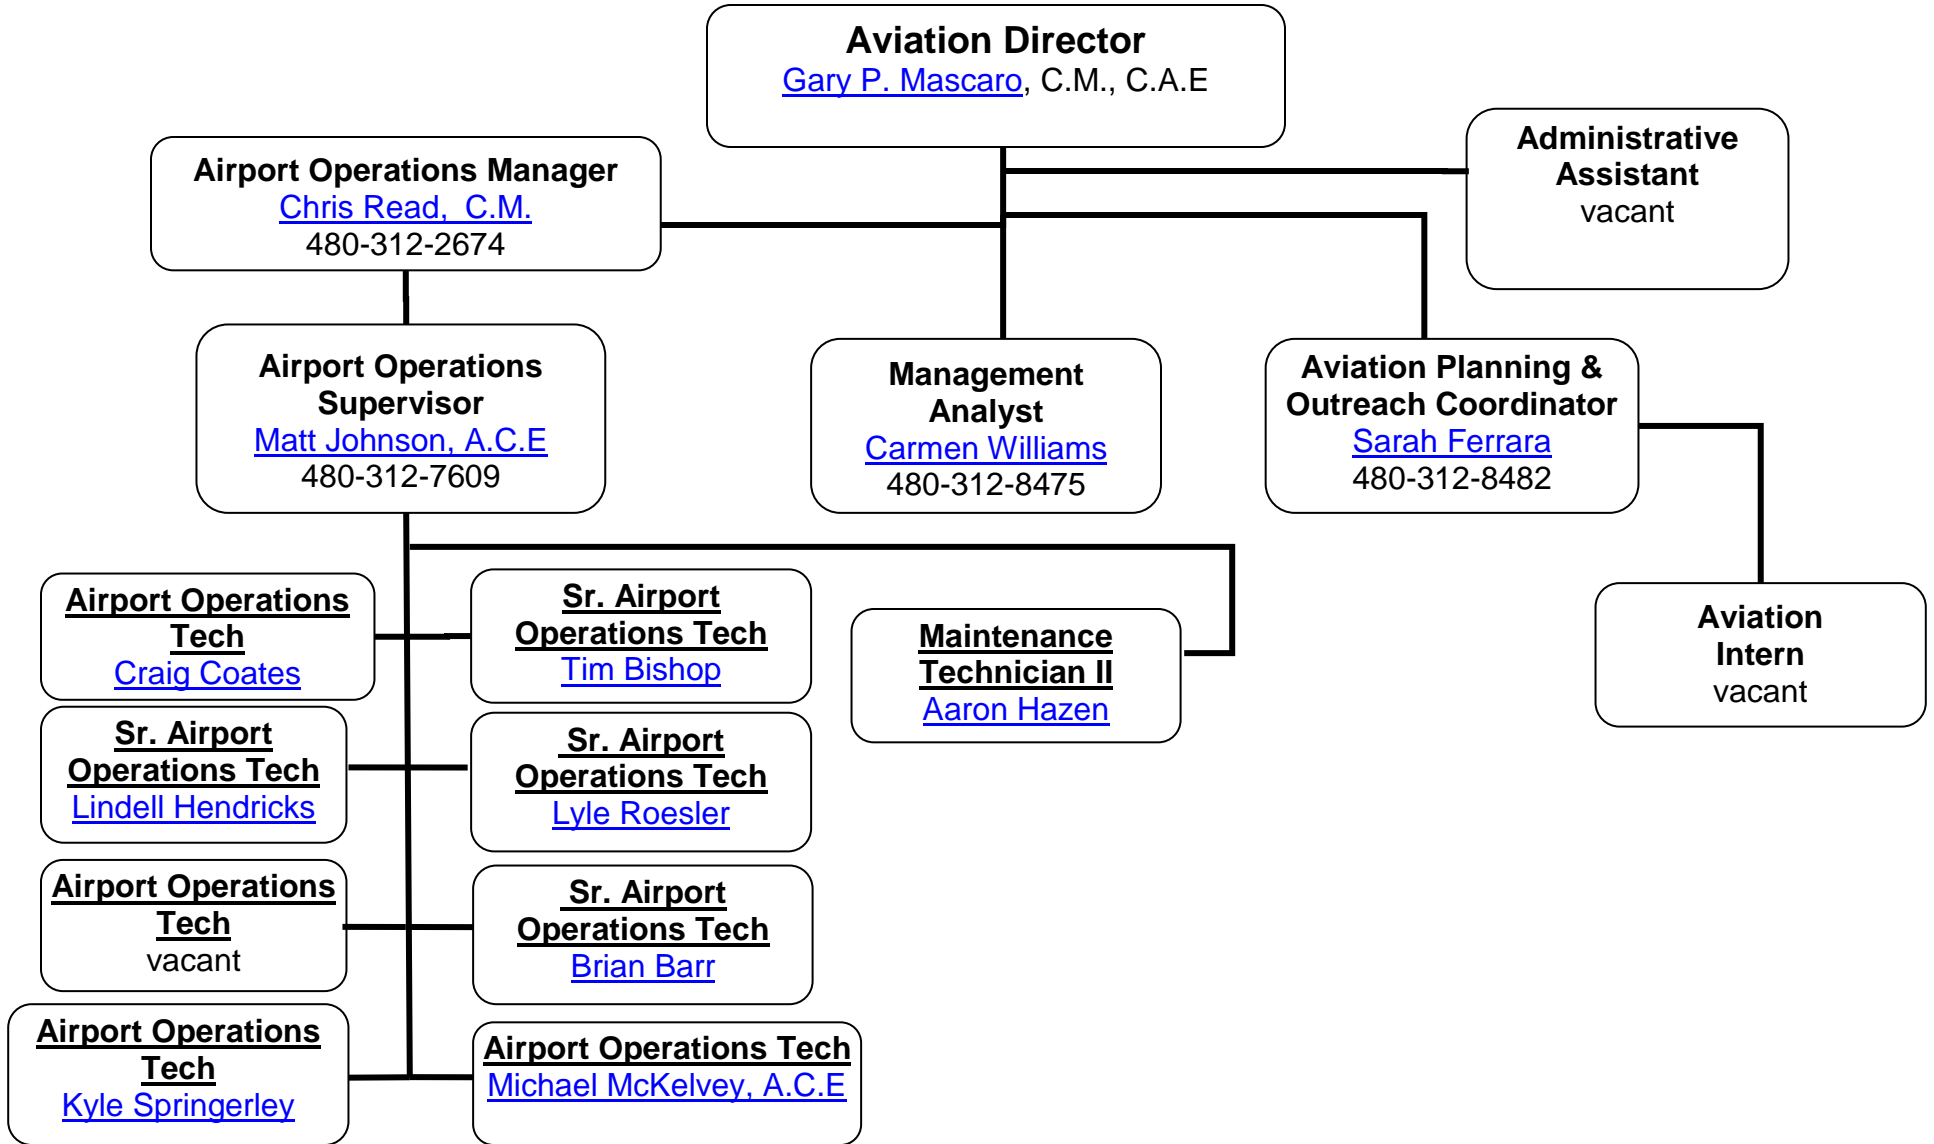 Aviation Director
Gary P. Mascaro, C.M., C.A.E
Administrative
Assistant
vacant
Airport Operations Manager
Chris Read,  C.M.
480-312-2674
Airport Operations
Supervisor
Matt Johnson, A.C.E
480-312-7609
Management
Analyst
Carmen Williams
480-312-8475
Aviation Planning &
Outreach Coordinator
Sarah Ferrara
480-312-8482
Airport Operations
Tech
Craig Coates
Sr. Airport
Operations Tech
Tim Bishop
Maintenance
Technician II
Aaron Hazen
Aviation
Intern
vacant
Sr. Airport
Operations Tech
Lindell Hendricks
Sr. Airport
Operations Tech
Lyle Roesler
Airport Operations
Tech
vacant
Sr. Airport
Operations Tech
Brian Barr
Airport Operations
Tech
Kyle Springerley
Airport Operations Tech
Michael McKelvey, A.C.E